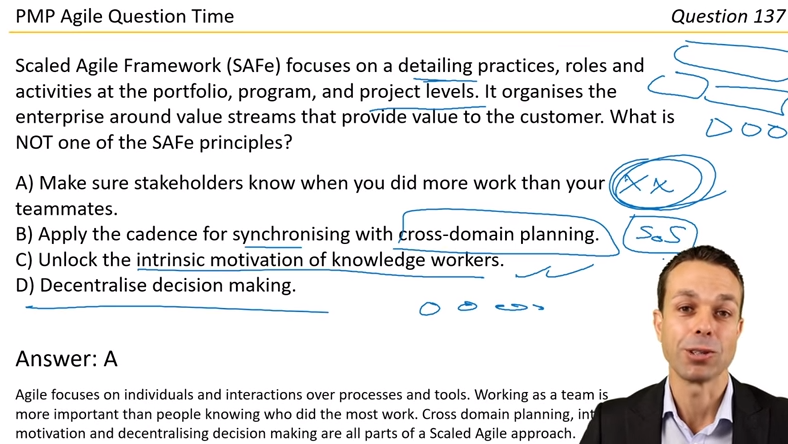 PMP Agile Question Time
Question 137
Scaled Agile Framework (SAFe) focuses on a detailing practices, roles and
activities at the portfolio, program, and project levels. It organises the
enterprise around value streams that provide value to the customer. What is
NOT one of the SAFe principles?
A) Make sure stakeholders know when you did more work than your
teammates.
XX
B) Apply the cadence for synchronising with cross-domain planning.
SoS
C) Unlock the intrinsic motivation of knowledge workers.
D) Decentralise decision making.
Answer: A
Agile focuses on individuals and interactions over processes and tools. Working as a team is
more important than people knowing who did the most work. Cross domain planning,
motivation and decentralising decision making are all parts of a Scaled Agile approach.